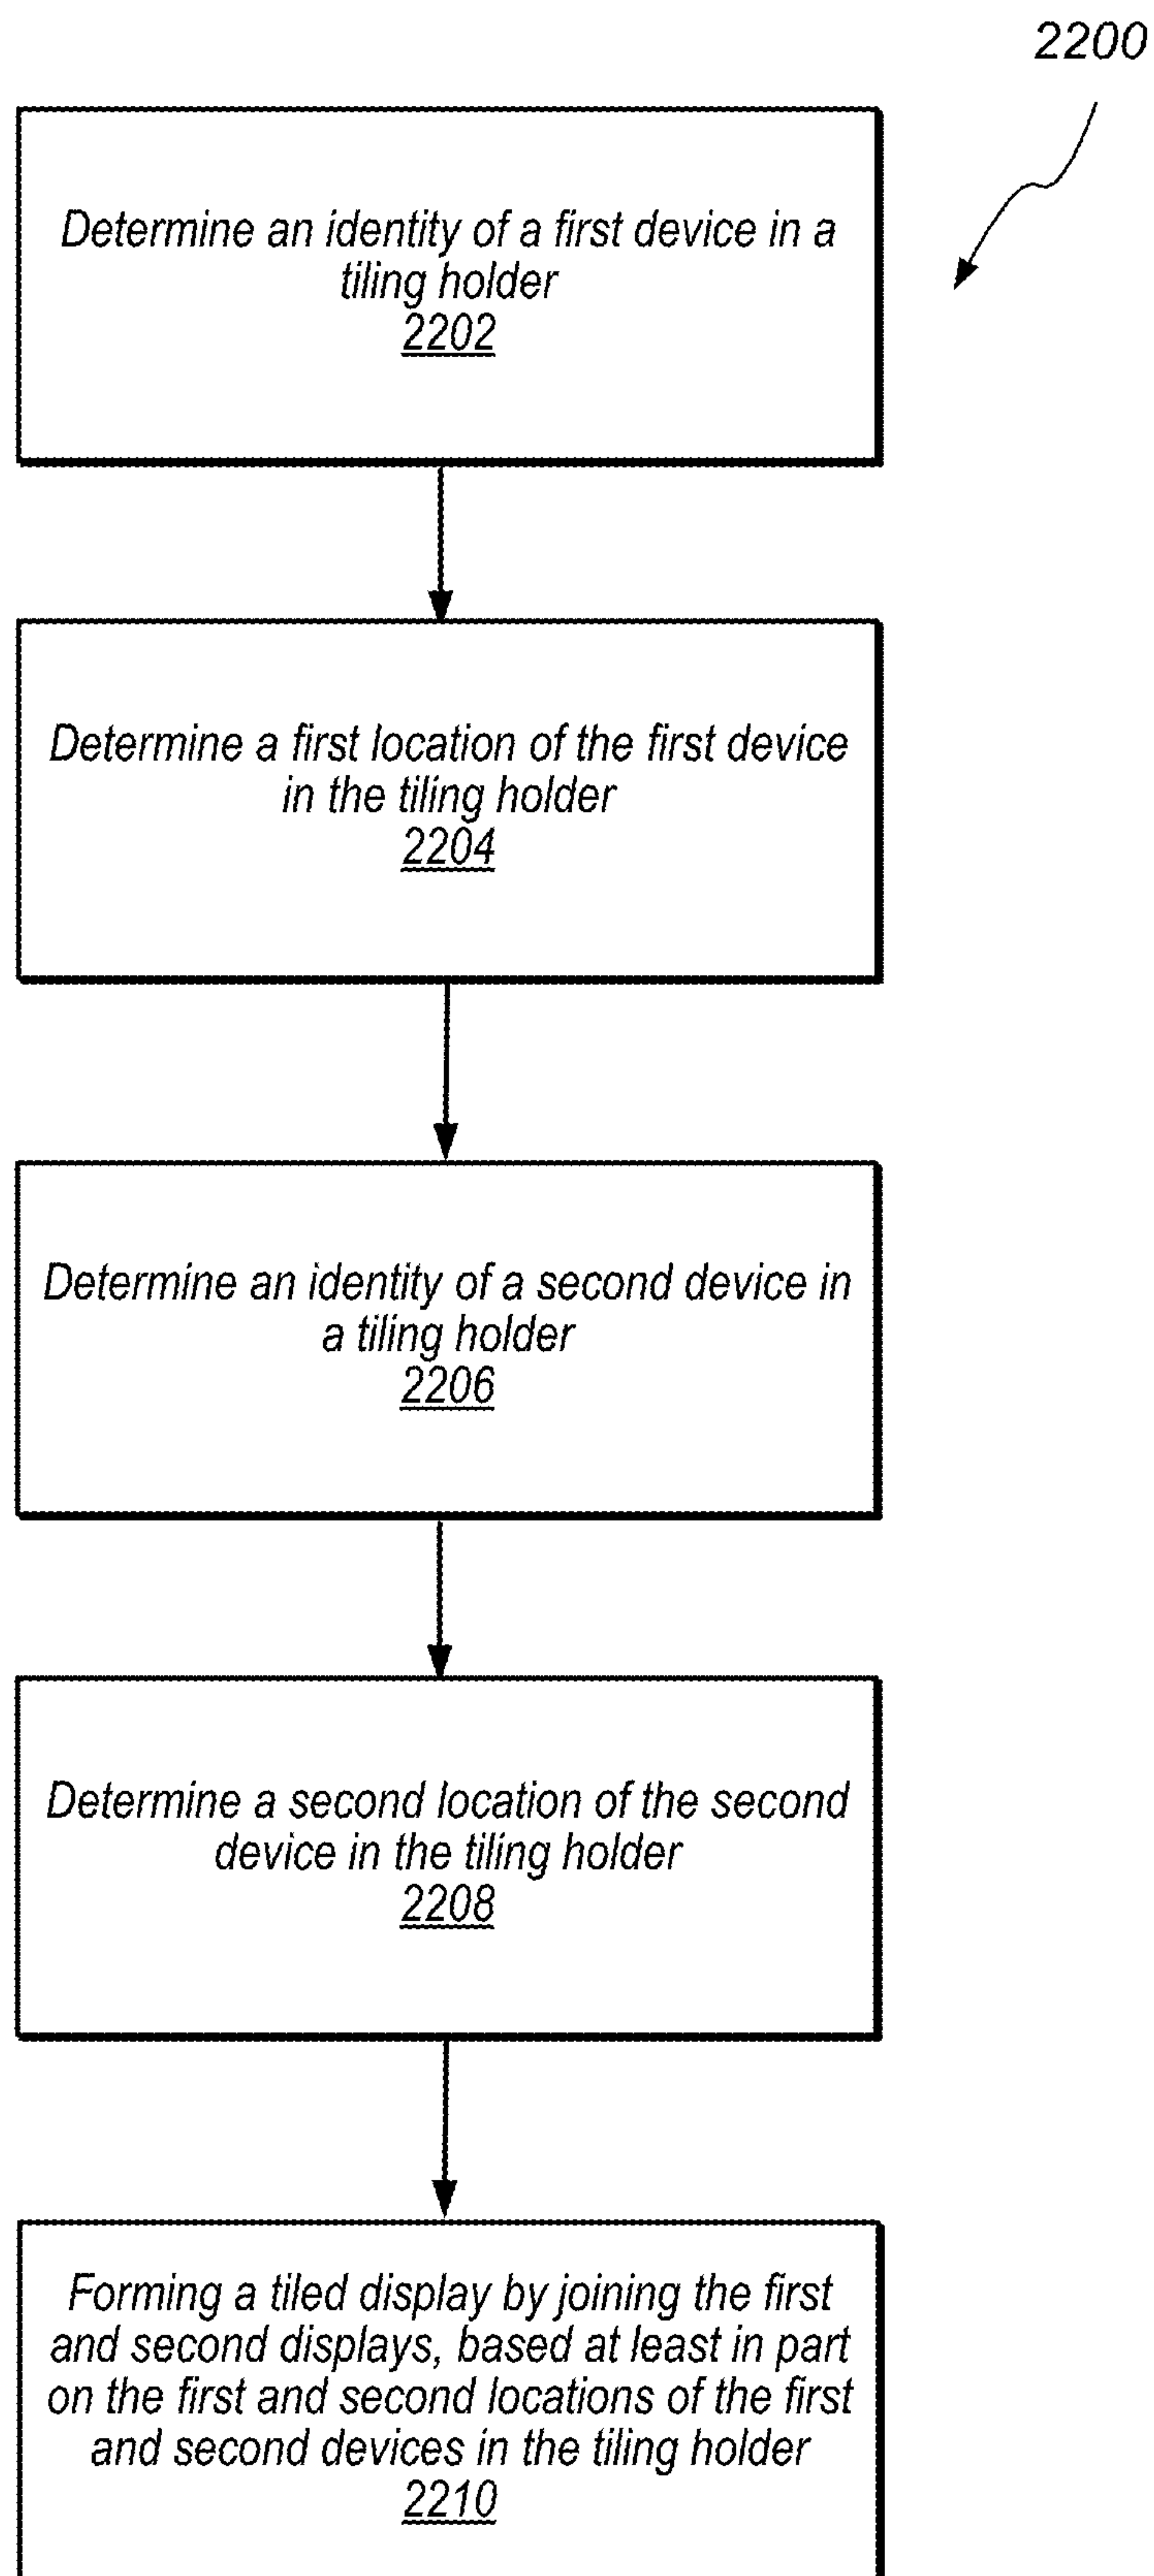 2200
Determine an identity of a first device in a
tiling holder
2202
Determine a first location of the first device
in the tiling holder
2204
Determine an identity of a second device in
a tiling holder
2206
Determine a second location of the second
device in the tiling holder
2208
Forming a tiled display by joining the first
and second displays, based at least in part
on the first and second locations of the first
and second devices in the tiling holder
2210